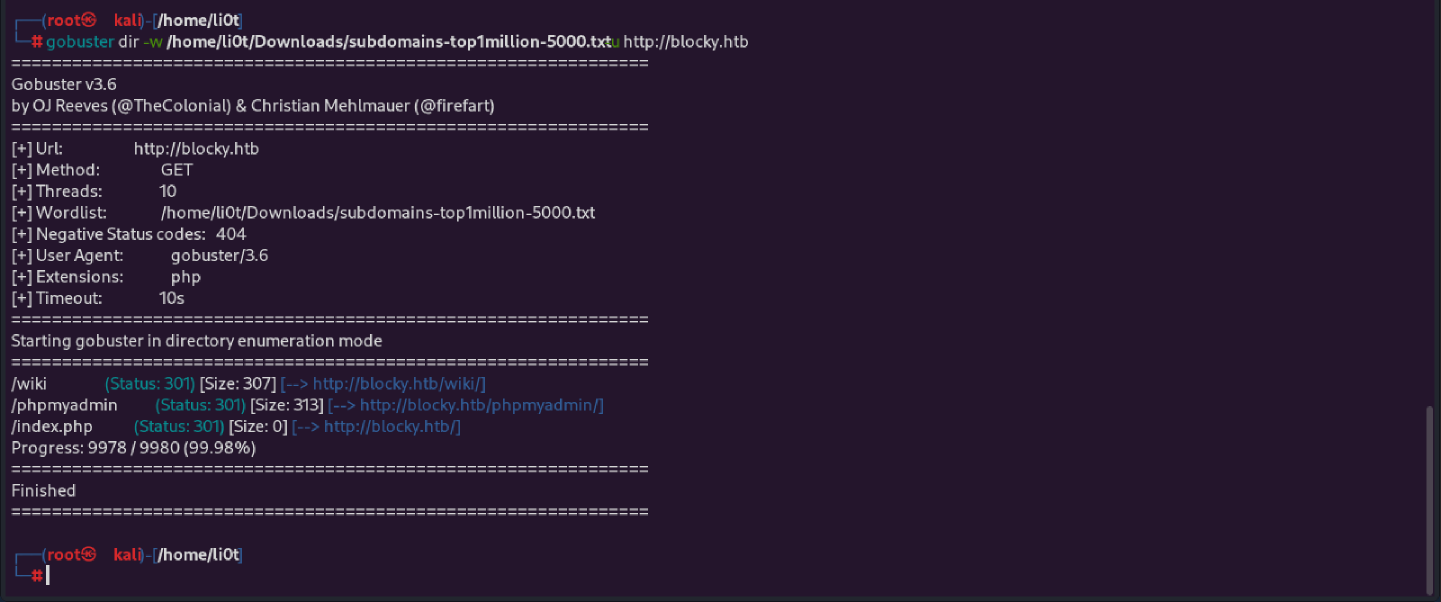 ┌──(root㉿ kali)-[/home/li0t]
└─# gobuster dir -w /home/li0t/Downloads/subdomains-top1million-5000.txtu http://blocky.htb
===============================================================
Gobuster v3.6
by OJ Reeves (@TheColonial) & Christian Mehlmauer (@firefart)
===============================================================
[+] Url: http://blocky.htb
[+] Method: GET
[+] Threads: 10
[+] Wordlist: /home/li0t/Downloads/subdomains-top1million-5000.txt
[+] Negative Status codes: 404
[+] User Agent: gobuster/3.6
[+] Extensions: php
[+] Timeout: 10s
===============================================================
Starting gobuster in directory enumeration mode
===============================================================
/wiki (Status: 301) [Size: 307] [--> http://blocky.htb/wiki/]
/phpmyadmin (Status: 301) [Size: 313] [--> http://blocky.htb/phpmyadmin/]
/index.php (Status: 301) [Size: 0] [--> http://blocky.htb/]
Progress: 9978 / 9980 (99.98%)
===============================================================
Finished
===============================================================
┌──(root㉿ kali)-[/home/li0t]
└─#